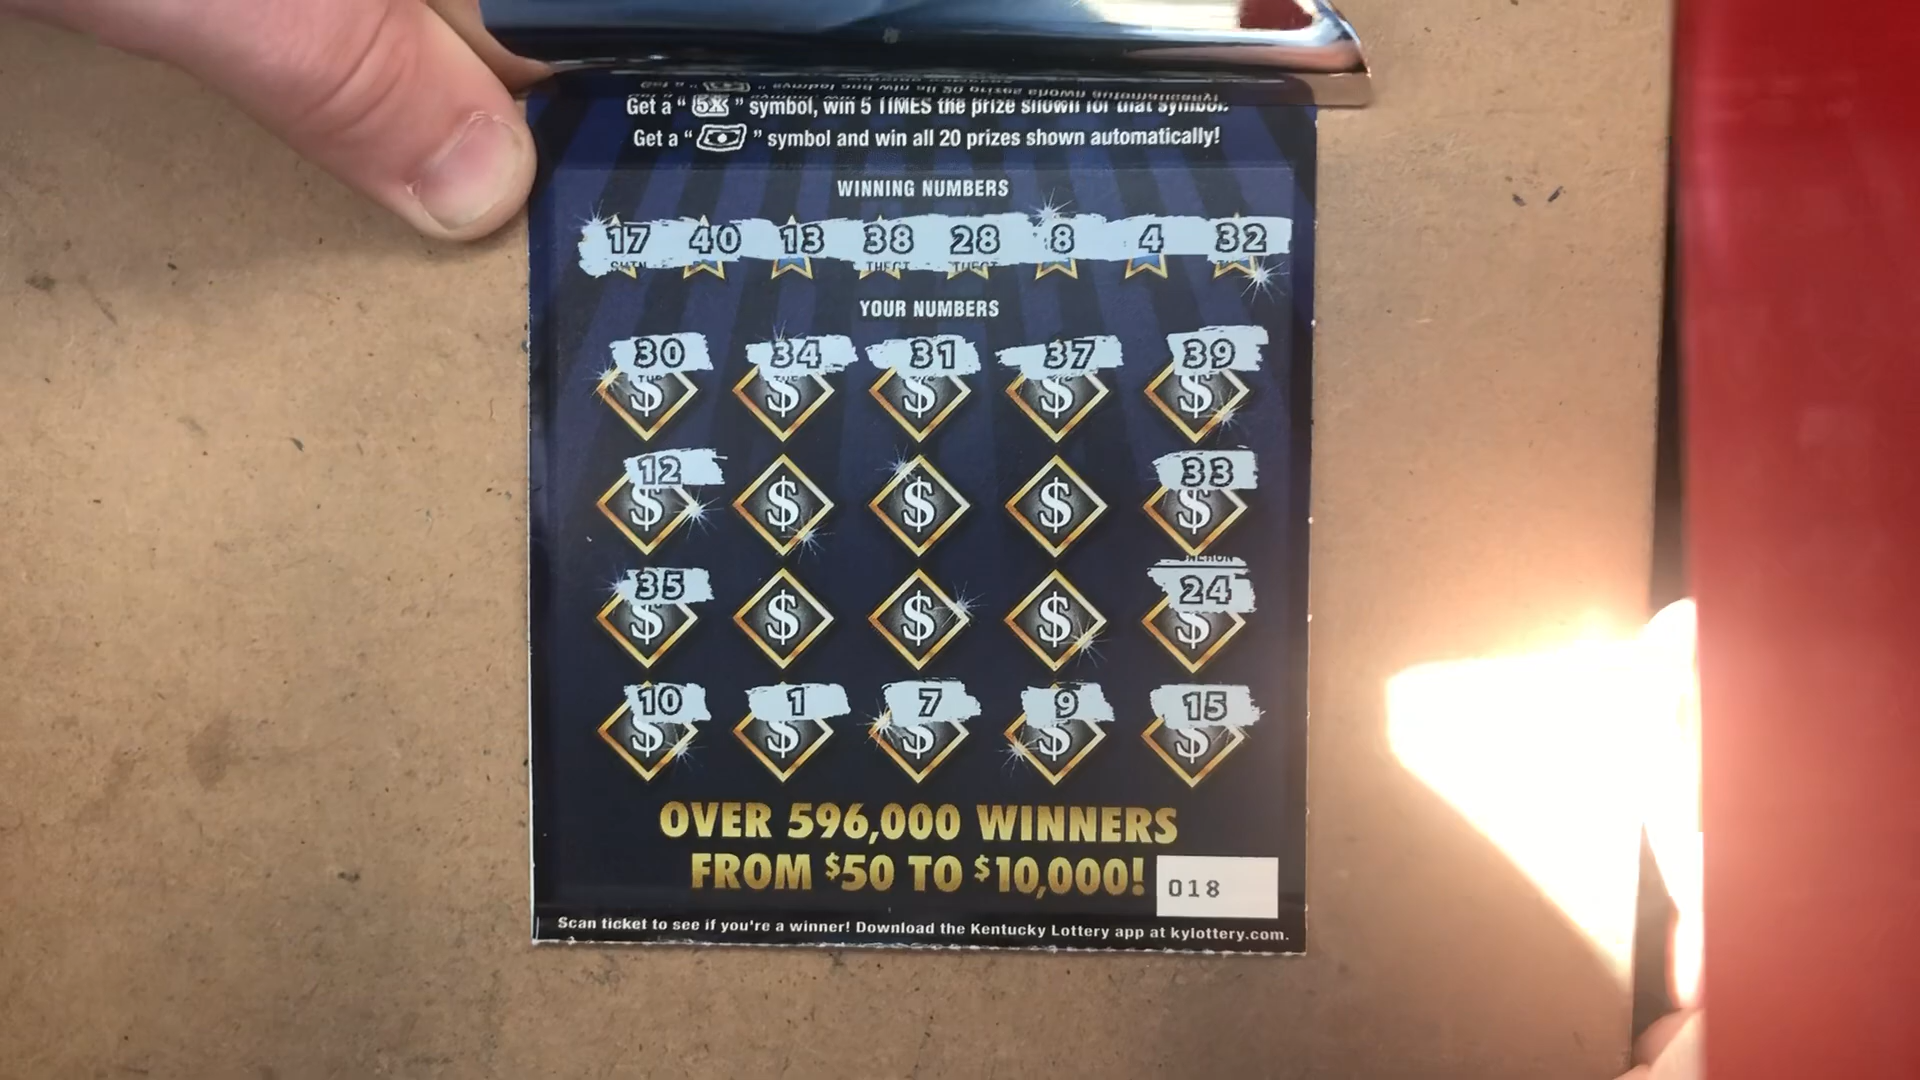 Get a “ 5X ” symbol, win 5 TIMES the prize shown for that symbol.
Get a “ ” symbol and win all 20 prizes shown automatically!
WINNING NUMBERS
17 40 13 38 28 8 4 32
YOUR NUMBERS
30 34 31 37 39
$ $ $ $ $
12 33
$ $ $ $ $
35 24
$ $ $ $ $
10 1 7 9 15
$ $ $ $ $
OVER 596,000 WINNERS
FROM $50 TO $10,000!
018
Scan ticket to see if you're a winner! Download the Kentucky Lottery app at kylottery.com.